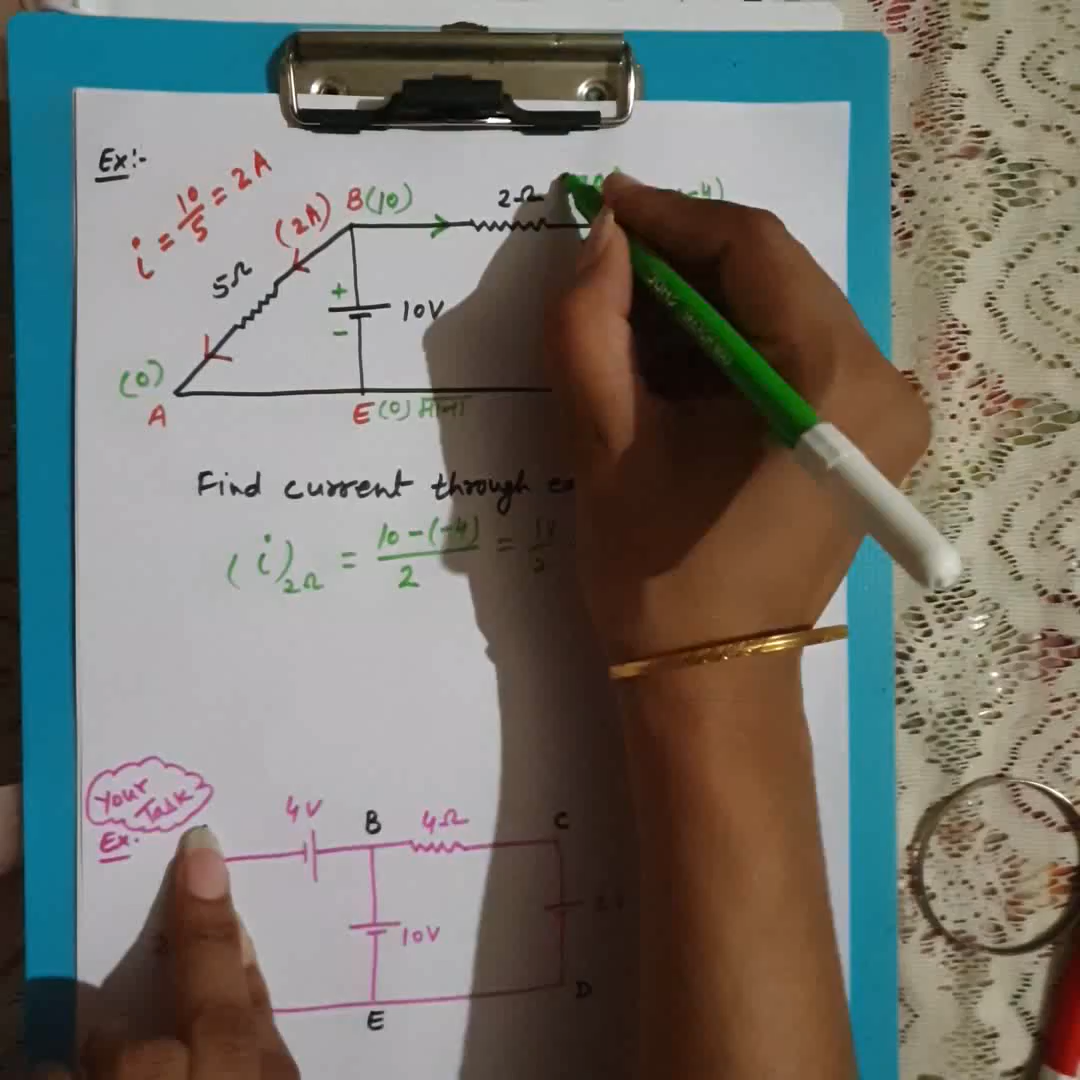 Ex:-
i = 10/5 = 2A
(2A)
B(10)
2Ω
-4)
5Ω
+
-
10V
(0)
A
E(0)
Find current through
(i)2Ω = 10-(-4)/2 =
Your
Task
Ex.
4V
B
4Ω
C
10V
D
E